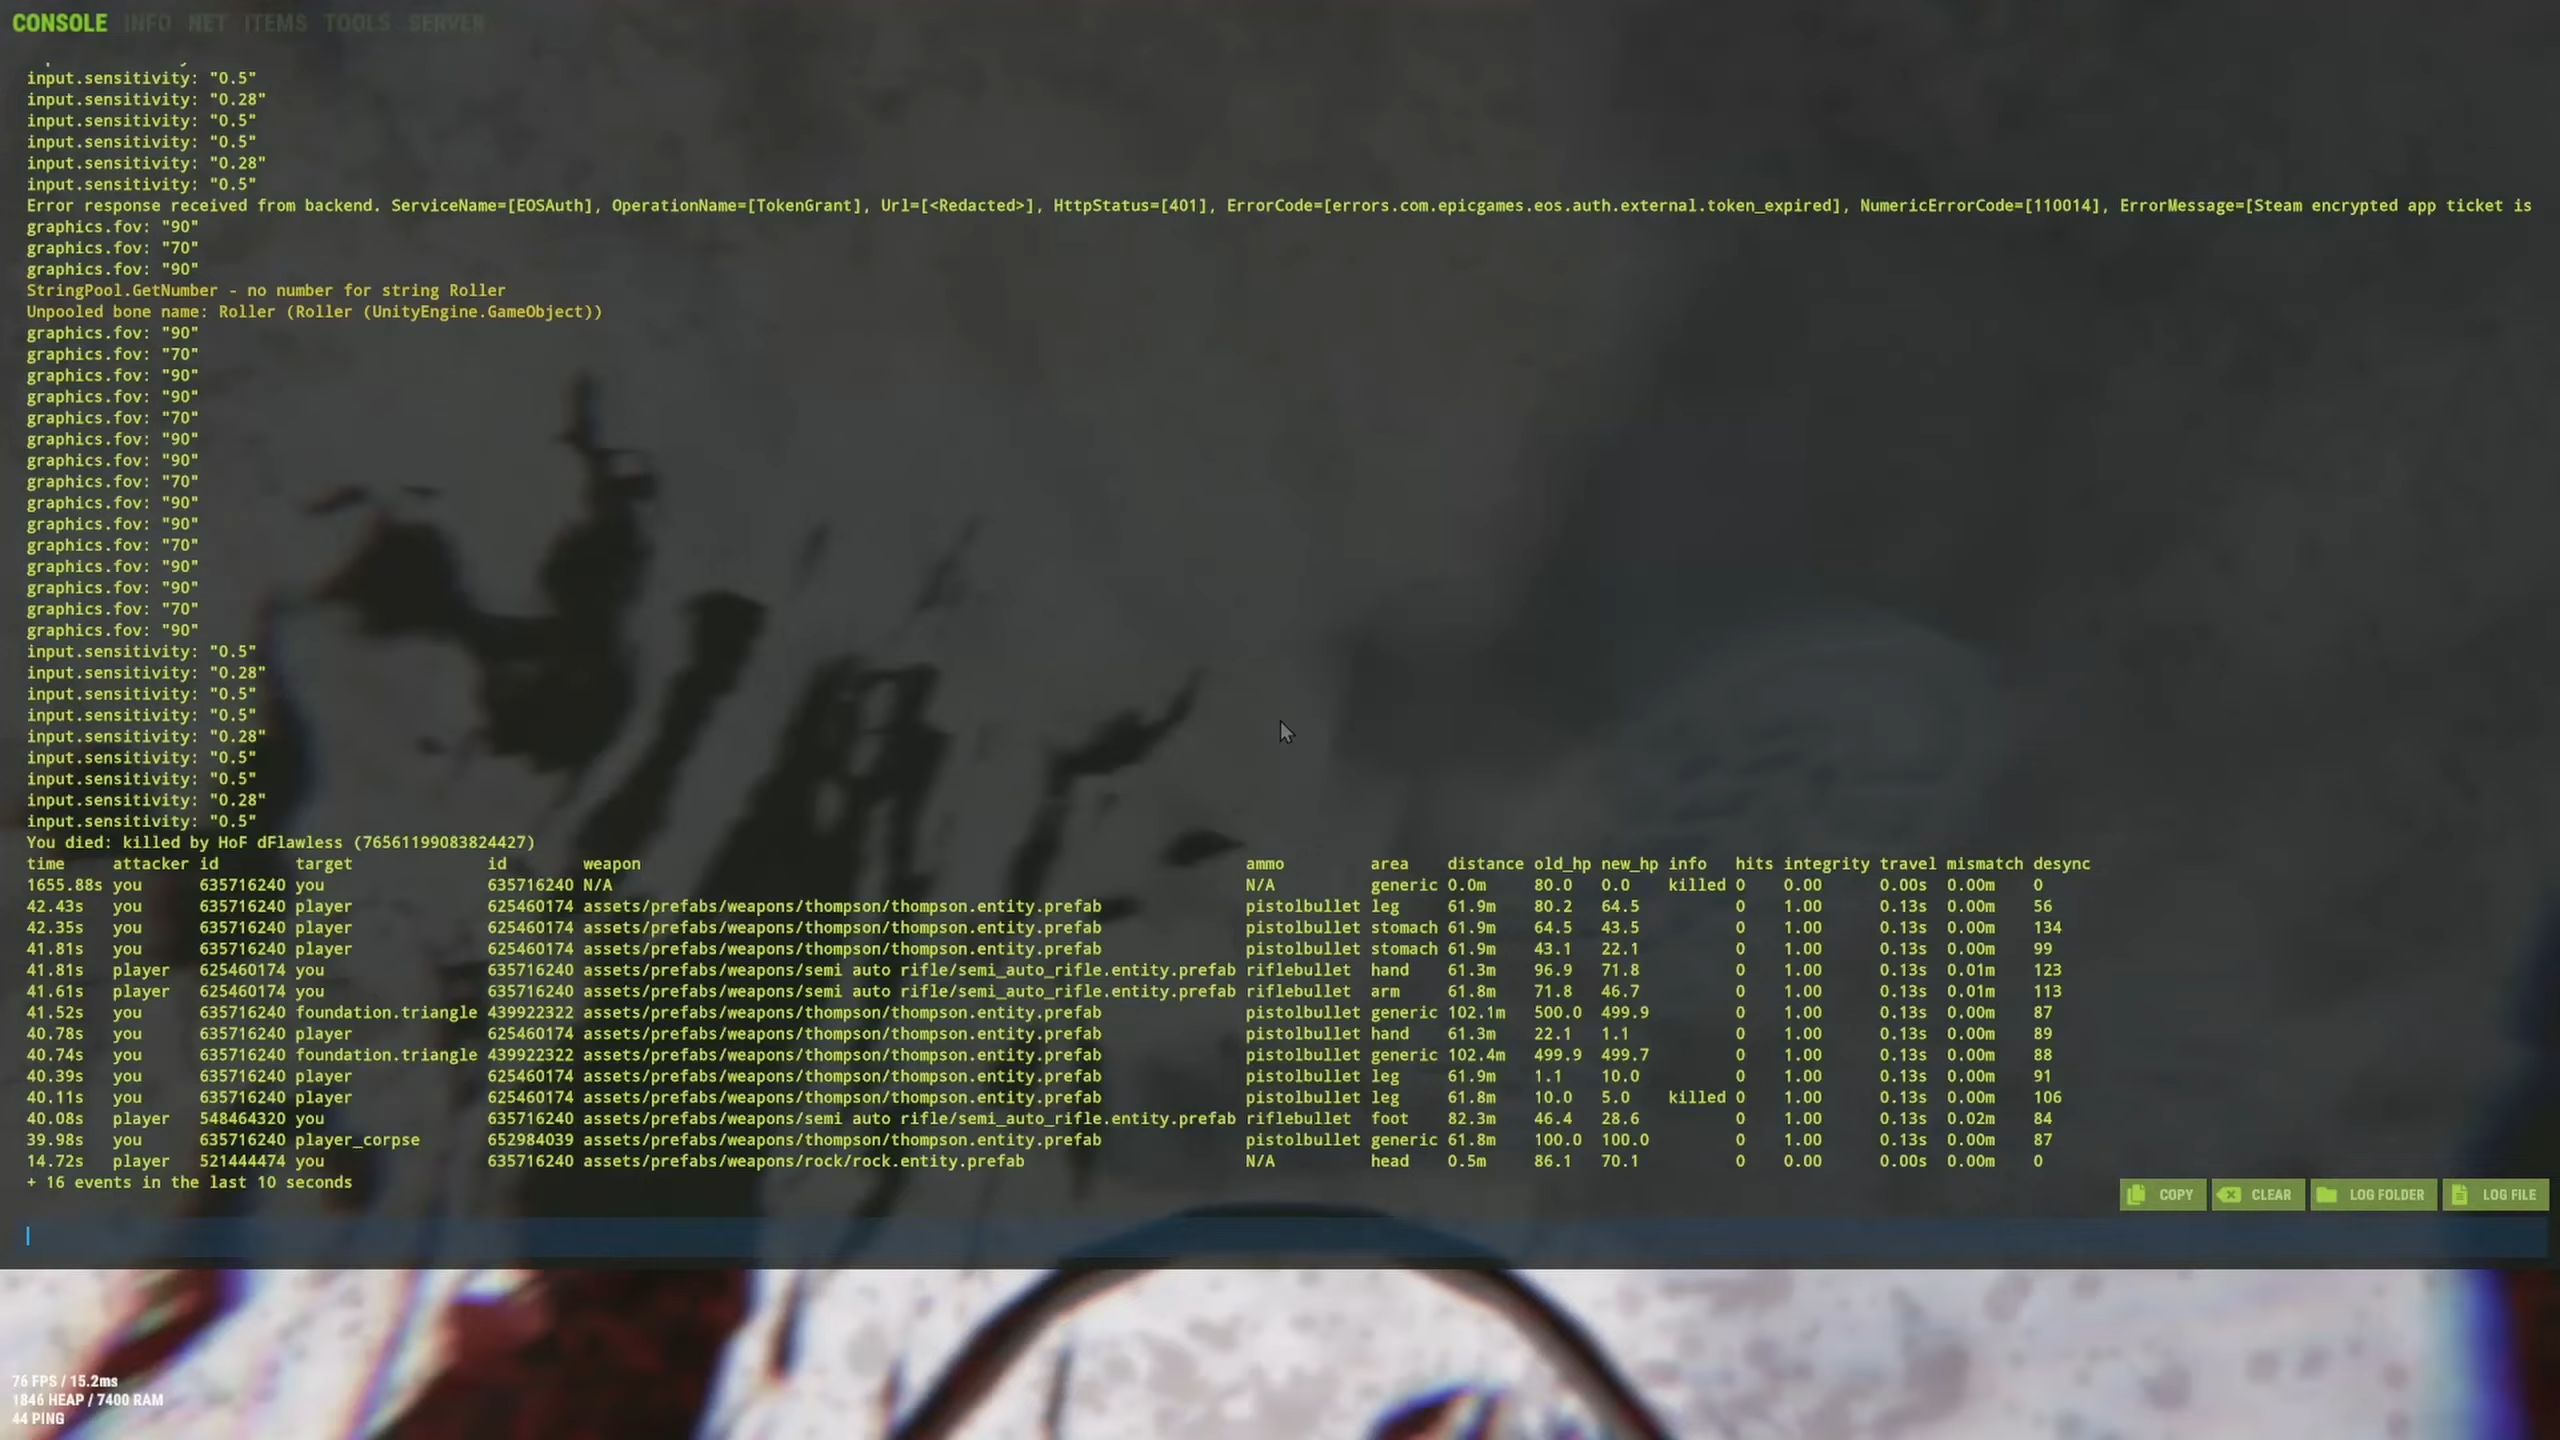 CONSOLE INFO NET ITEMS TOOLS SERVER
input.sensitivity: "0.5"
input.sensitivity: "0.28"
input.sensitivity: "0.5"
input.sensitivity: "0.5"
input.sensitivity: "0.28"
input.sensitivity: "0.5"
Error response received from backend. ServiceName=[EOSAuth], OperationName=[TokenGrant], Url=[<Redacted>], HttpStatus=[401], ErrorCode=[errors.com.epicgames.eos.auth.external.token_expired], NumericErrorCode=[110014], ErrorMessage=[Steam encrypted app ticket is
graphics.fov: "90"
graphics.fov: "70"
graphics.fov: "90"
StringPool.GetNumber - no number for string Roller
Unpooled bone name: Roller (Roller (UnityEngine.GameObject))
graphics.fov: "90"
graphics.fov: "70"
graphics.fov: "90"
graphics.fov: "90"
graphics.fov: "70"
graphics.fov: "90"
graphics.fov: "90"
graphics.fov: "70"
graphics.fov: "90"
graphics.fov: "90"
graphics.fov: "70"
graphics.fov: "90"
graphics.fov: "90"
graphics.fov: "70"
graphics.fov: "90"
input.sensitivity: "0.5"
input.sensitivity: "0.28"
input.sensitivity: "0.5"
input.sensitivity: "0.5"
input.sensitivity: "0.28"
input.sensitivity: "0.5"
input.sensitivity: "0.5"
input.sensitivity: "0.28"
input.sensitivity: "0.5"
You died: killed by HoF dFlawless (76561199083824427)
time attacker id target id weapon ammo area distance old_hp new_hp info hits integrity travel mismatch desync
1655.88s you 635716240 you 635716240 N/A N/A generic 0.0m 80.0 0.0 killed 0 0.00 0.00s 0.00m 0
42.43s you 635716240 player 625460174 assets/prefabs/weapons/thompson/thompson.entity.prefab pistolbullet leg 61.9m 80.2 64.5 0 1.00 0.13s 0.00m 56
42.35s you 635716240 player 625460174 assets/prefabs/weapons/thompson/thompson.entity.prefab pistolbullet stomach 61.9m 64.5 43.5 0 1.00 0.13s 0.00m 134
41.81s you 635716240 player 625460174 assets/prefabs/weapons/thompson/thompson.entity.prefab pistolbullet stomach 61.9m 43.1 22.1 0 1.00 0.13s 0.00m 99
41.81s player 625460174 you 635716240 assets/prefabs/weapons/semi auto rifle/semi_auto_rifle.entity.prefab riflebullet hand 61.3m 96.9 71.8 0 1.00 0.13s 0.01m 123
41.61s player 625460174 you 635716240 assets/prefabs/weapons/semi auto rifle/semi_auto_rifle.entity.prefab riflebullet arm 61.8m 71.8 46.7 0 1.00 0.13s 0.01m 113
41.52s you 635716240 foundation.triangle 439922322 assets/prefabs/weapons/thompson/thompson.entity.prefab pistolbullet generic 102.1m 500.0 499.9 0 1.00 0.13s 0.00m 87
40.78s you 635716240 player 625460174 assets/prefabs/weapons/thompson/thompson.entity.prefab pistolbullet hand 61.3m 22.1 1.1 0 1.00 0.13s 0.00m 89
40.74s you 635716240 foundation.triangle 439922322 assets/prefabs/weapons/thompson/thompson.entity.prefab pistolbullet generic 102.4m 499.9 499.7 0 1.00 0.13s 0.00m 88
40.39s you 635716240 player 625460174 assets/prefabs/weapons/thompson/thompson.entity.prefab pistolbullet leg 61.9m 1.1 10.0 0 1.00 0.13s 0.00m 91
40.11s you 635716240 player 625460174 assets/prefabs/weapons/thompson/thompson.entity.prefab pistolbullet leg 61.8m 10.0 5.0 killed 0 1.00 0.13s 0.00m 106
40.08s player 548464320 you 635716240 assets/prefabs/weapons/semi auto rifle/semi_auto_rifle.entity.prefab riflebullet foot 82.3m 46.4 28.6 0 1.00 0.13s 0.02m 84
39.98s you 635716240 player_corpse 652984039 assets/prefabs/weapons/thompson/thompson.entity.prefab pistolbullet generic 61.8m 100.0 100.0 0 1.00 0.13s 0.00m 87
14.72s player 521444474 you 635716240 assets/prefabs/weapons/rock/rock.entity.prefab N/A head 0.5m 86.1 70.1 0 0.00 0.00s 0.00m 0
+ 16 events in the last 10 seconds
COPY CLEAR LOG FOLDER LOG FILE
76 FPS / 15.2ms
1846 HEAP / 7400 RAM
44 PING